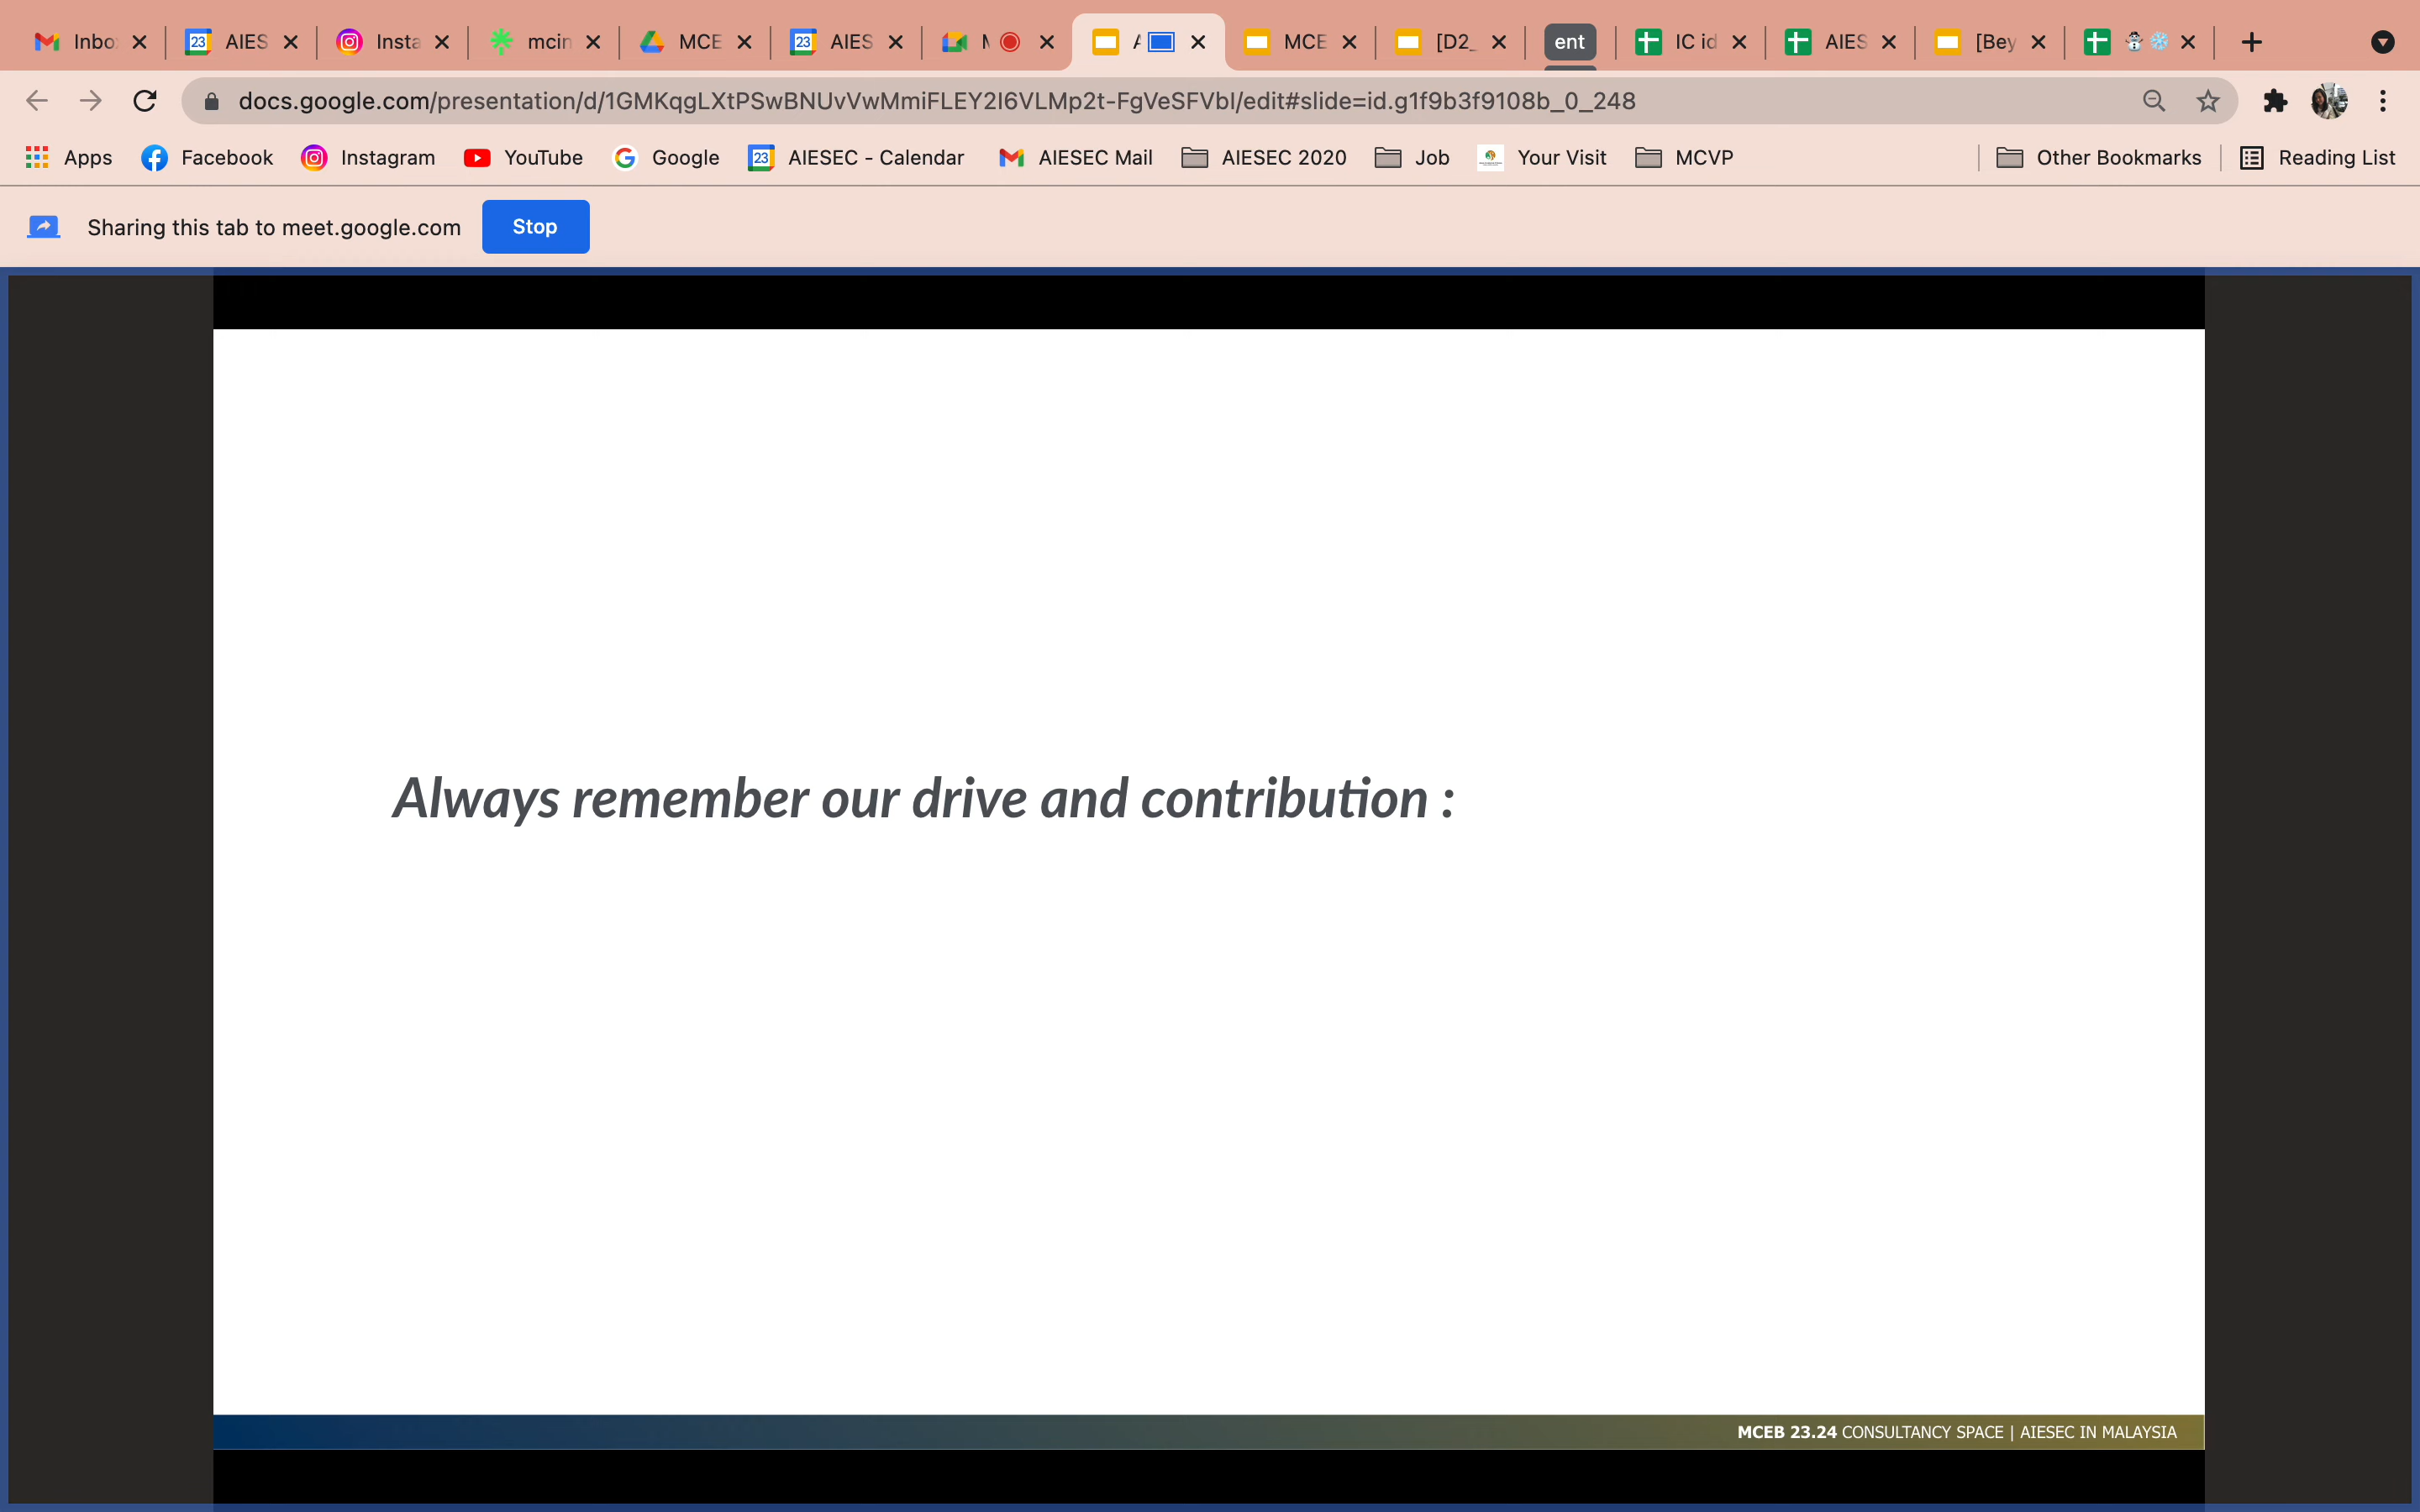 Inbo
AIES
Insta
mcin
MCE
AIES
MCE
[D2_
ent
IC id
AIES
[Bey
docs.google.com/presentation/d/1GMKqgLXtPSwBNUvVwMmiFLEY2I6VLMp2t-FgVeSFVbI/edit#slide=id.g1f9b3f9108b_0_248
Apps Facebook Instagram YouTube Google 23 AIESEC - Calendar AIESEC Mail AIESEC 2020 Job Your Visit MCVP Other Bookmarks Reading List
Sharing this tab to meet.google.com Stop
Always remember our drive and contribution :
MCEB 23.24 CONSULTANCY SPACE | AIESEC IN MALAYSIA